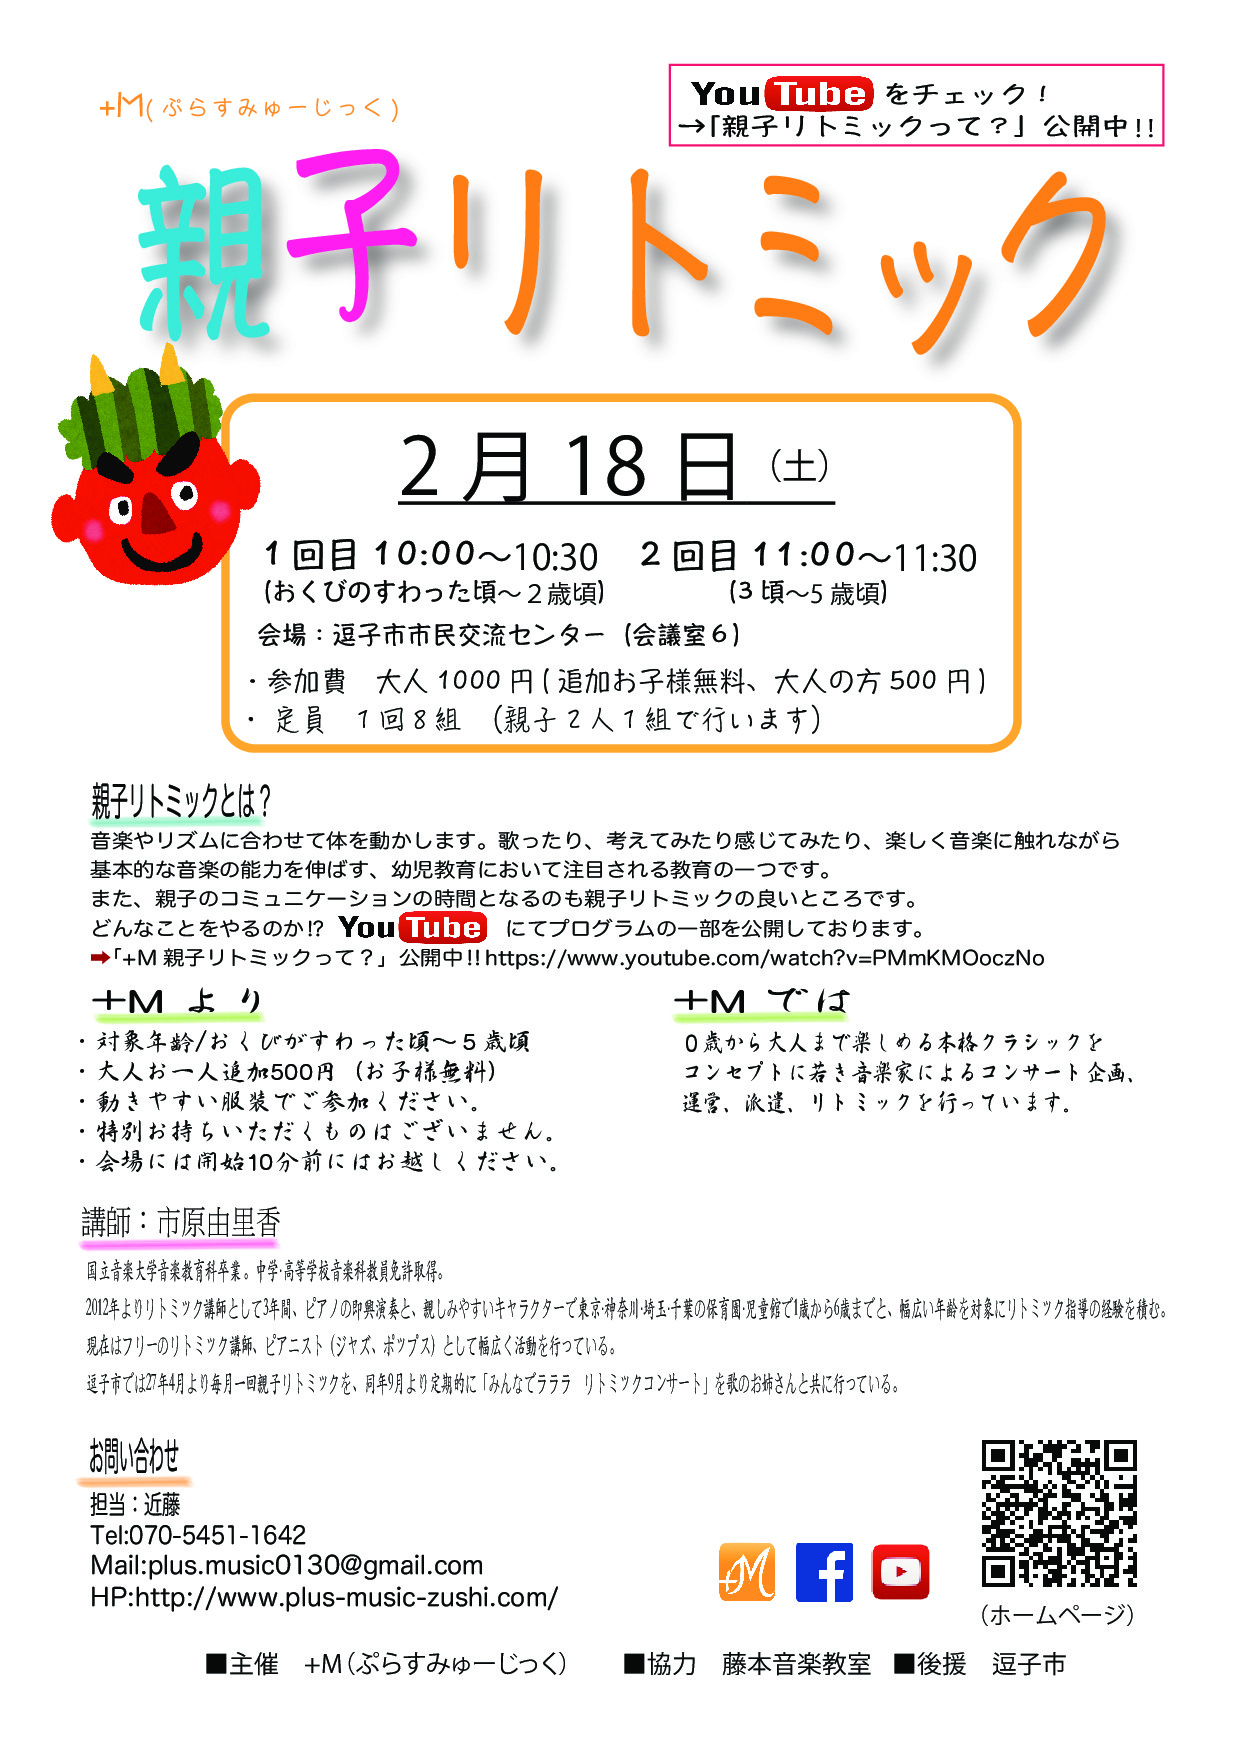 +M(ぷらすみゅーじっく)
YouTubeをチェック！
→「親子リトミックって？」公開中!!
親子リトミック
2月18日（土）
1回目 10:00〜10:30　2回目 11:00〜11:30
(おくびのすわった頃〜2歳頃)　(3頃〜5歳頃)
会場：逗子市市民交流センター（会議室6）
・参加費　大人1000円(追加お子様無料、大人の方500円)
・定員　1回8組　（親子2人1組で行います）
親子リトミックとは？
音楽やリズムに合わせて体を動かします。歌ったり、考えてみたり感じてみたり、楽しく音楽に触れながら
基本的な音楽の能力を伸ばす、幼児教育において注目される教育の一つです。
また、親子のコミュニケーションの時間となるのも親子リトミックの良いところです。
どんなことをやるのか!? YouTube にてプログラムの一部を公開しております。
➡「+M 親子リトミックって？」公開中!!https://www.youtube.com/watch?v=PMmKMOoczNo
+M より
・対象年齢/おくびがすわった頃〜5歳頃
・大人お一人追加500円（お子様無料）
・動きやすい服装でご参加ください。
・特別お持ちいただくものはございません。
・会場には開始10分前にはお越しください。
+M では
0歳から大人まで楽しめる本格クラシックを
コンセプトに若き音楽家によるコンサート企画、
運営、派遣、リトミックを行っています。
講師：市原由里香
国立音楽大学音楽教育科卒業。中学·高等学校音楽科教員免許取得。
2012年よりリトミック講師として3年間、ピアノの即興演奏と、親しみやすいキャラクターで東京·神奈川·埼玉·千葉の保育園·児童館で1歳から6歳までと、幅広い年齢を対象にリトミック指導の経験を積む。
現在はフリーのリトミック講師、ピアニスト（ジャズ、ポップス）として幅広く活動を行っている。
逗子市では27年4月より毎月一回親子リトミックを、同年9月より定期的に「みんなでラララ　リトミックコンサート」を歌のお姉さんと共に行っている。
お問い合わせ
担当：近藤
Tel:070-5451-1642
Mail:plus.music0130@gmail.com
HP:http://www.plus-music-zushi.com/
+M
（ホームページ）
■主催　+M（ぷらすみゅーじっく）　■協力　藤本音楽教室　■後援　逗子市